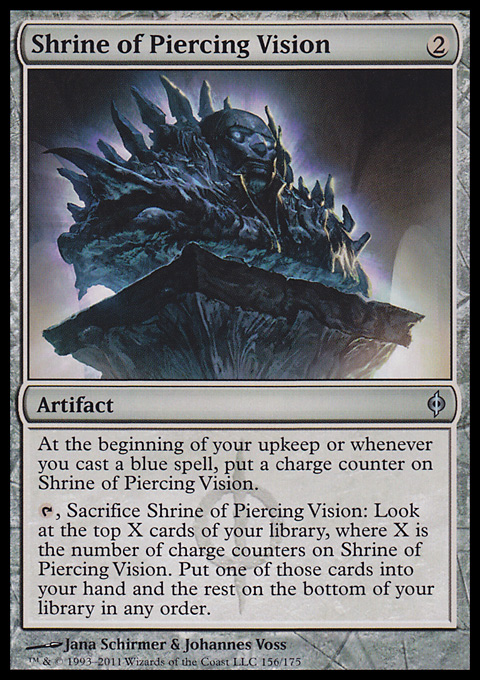 Shrine of Piercing Vision 2
Artifact
At the beginning of your upkeep or whenever
you cast a blue spell, put a charge counter on
Shrine of Piercing Vision.
, Sacrifice Shrine of Piercing Vision: Look
at the top X cards of your library, where X is
the number of charge counters on Shrine of
Piercing Vision. Put one of those cards into
your hand and the rest on the bottom of your
library in any order.
Jana Schirmer & Johannes Voss
™ & © 1993–2011 Wizards of the Coast LLC 156/175